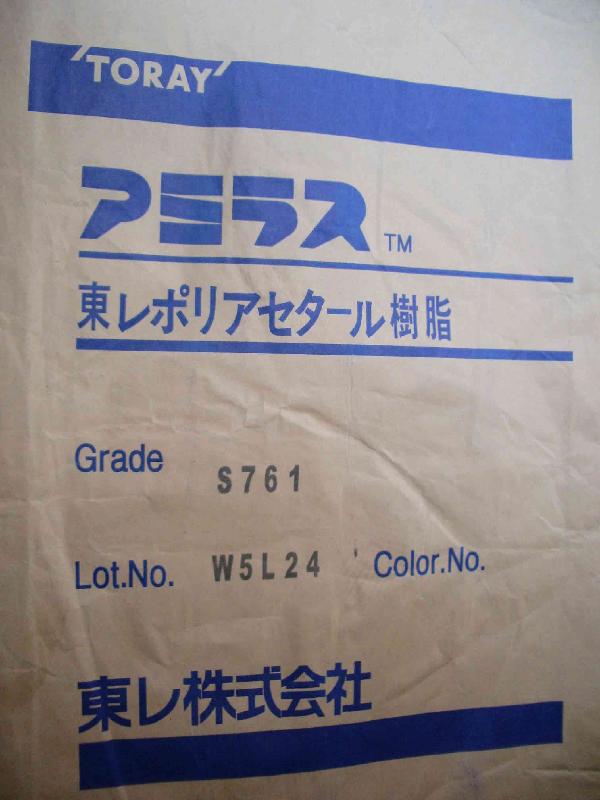 TORAY
アミラス TM
東レポリアセタール樹脂
Grade S761
Lot.No. W5L24 Color.No.
東レ株式会社